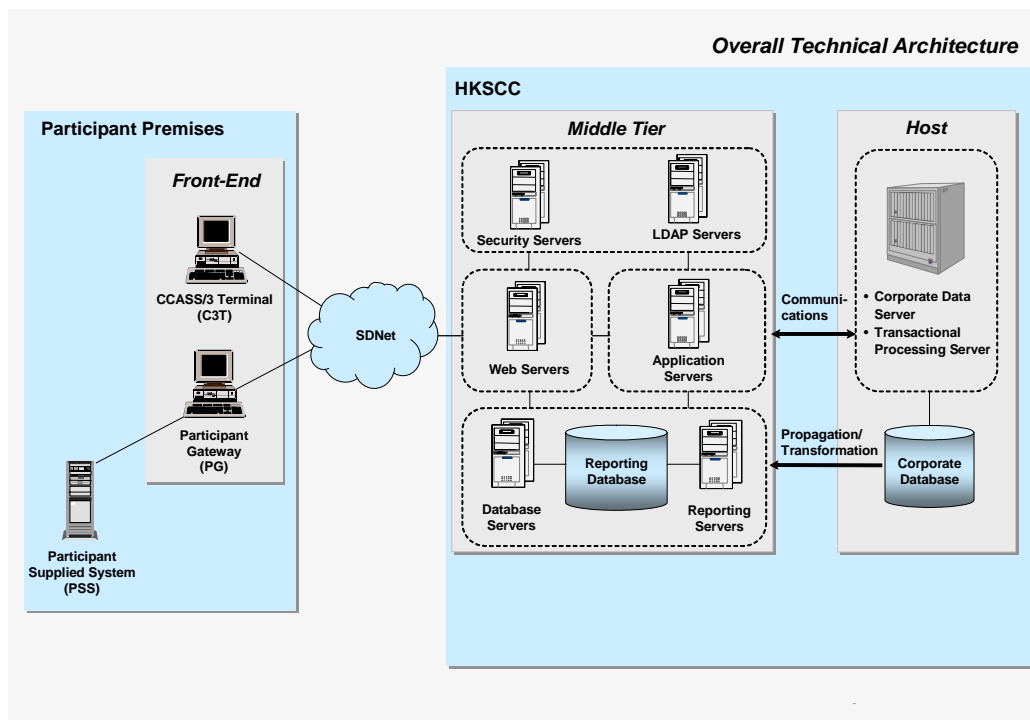 Overall Technical Architecture
HKSCC
Participant Premises
Front-End
CCASS/3 Terminal
(C3T)
Participant
Gateway
(PG)
Participant
Supplied System
(PSS)
SDNet
Middle Tier
Security Servers
LDAP Servers
Web Servers
Application
Servers
Database
Servers
Reporting
Database
Reporting
Servers
Communi-
cations
Propagation/
Transformation
Host
• Corporate Data
Server
• Transactional
Processing Server
Corporate
Database